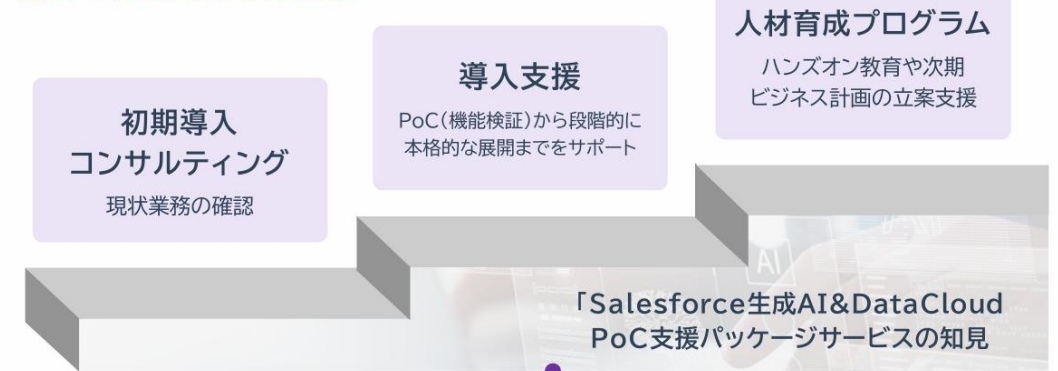 初期導入
コンサルティング
現状業務の確認
導入支援
PoC(機能検証)から段階的に
本格的な展開までをサポート
人材育成プログラム
ハンズオン教育や次期
ビジネス計画の立案支援
AI
「Salesforce生成AI&DataCloud
PoC支援パッケージサービスの知見